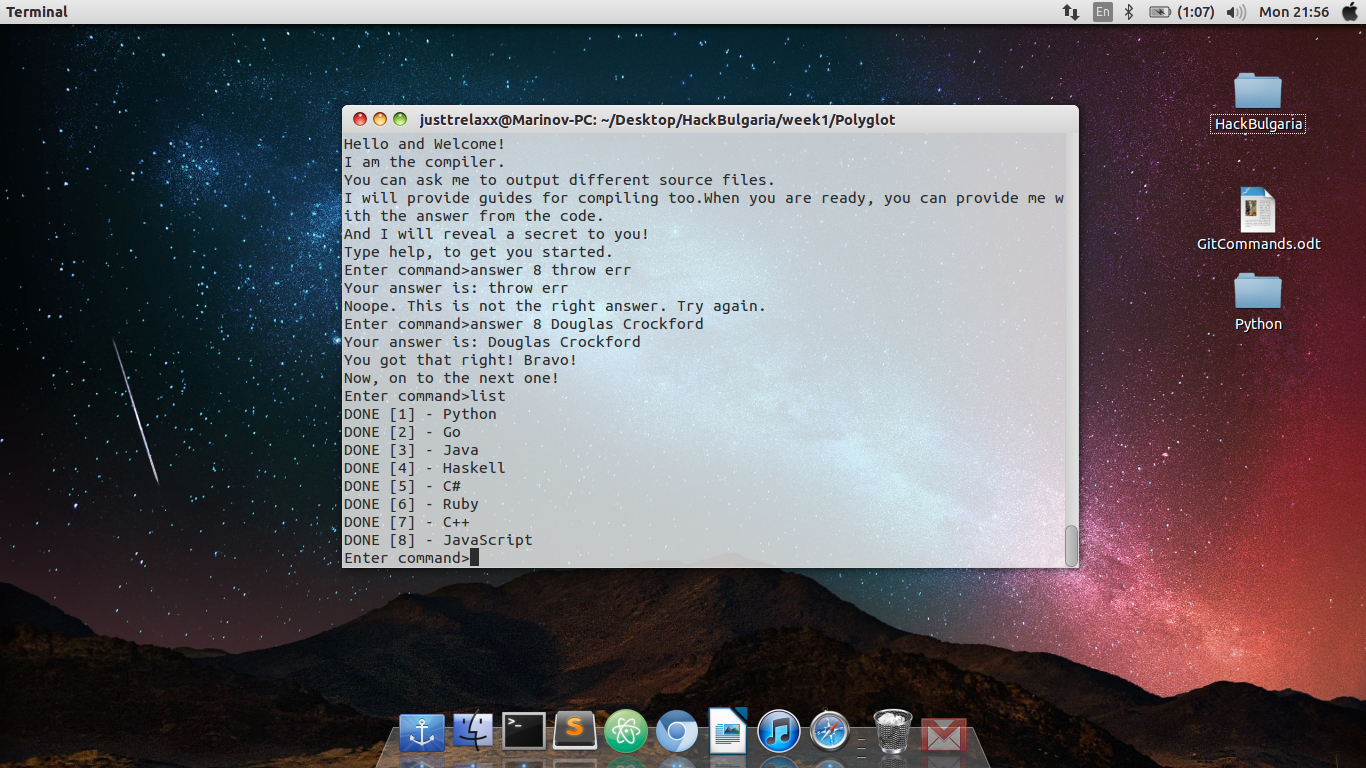 Terminal
En
(1:07)
Mon 21:56
justtrelaxx@Marinov-PC: ~/Desktop/HackBulgaria/week1/Polyglot
Hello and Welcome!
I am the compiler.
You can ask me to output different source files.
I will provide guides for compiling too.When you are ready, you can provide me w
ith the answer from the code.
And I will reveal a secret to you!
Type help, to get you started.
Enter command>answer 8 throw err
Your answer is: throw err
Noope. This is not the right answer. Try again.
Enter command>answer 8 Douglas Crockford
Your answer is: Douglas Crockford
You got that right! Bravo!
Now, on to the next one!
Enter command>list
DONE [1] - Python
DONE [2] - Go
DONE [3] - Java
DONE [4] - Haskell
DONE [5] - C#
DONE [6] - Ruby
DONE [7] - C++
DONE [8] - JavaScript
Enter command>
HackBulgaria
GitCommands.odt
Python